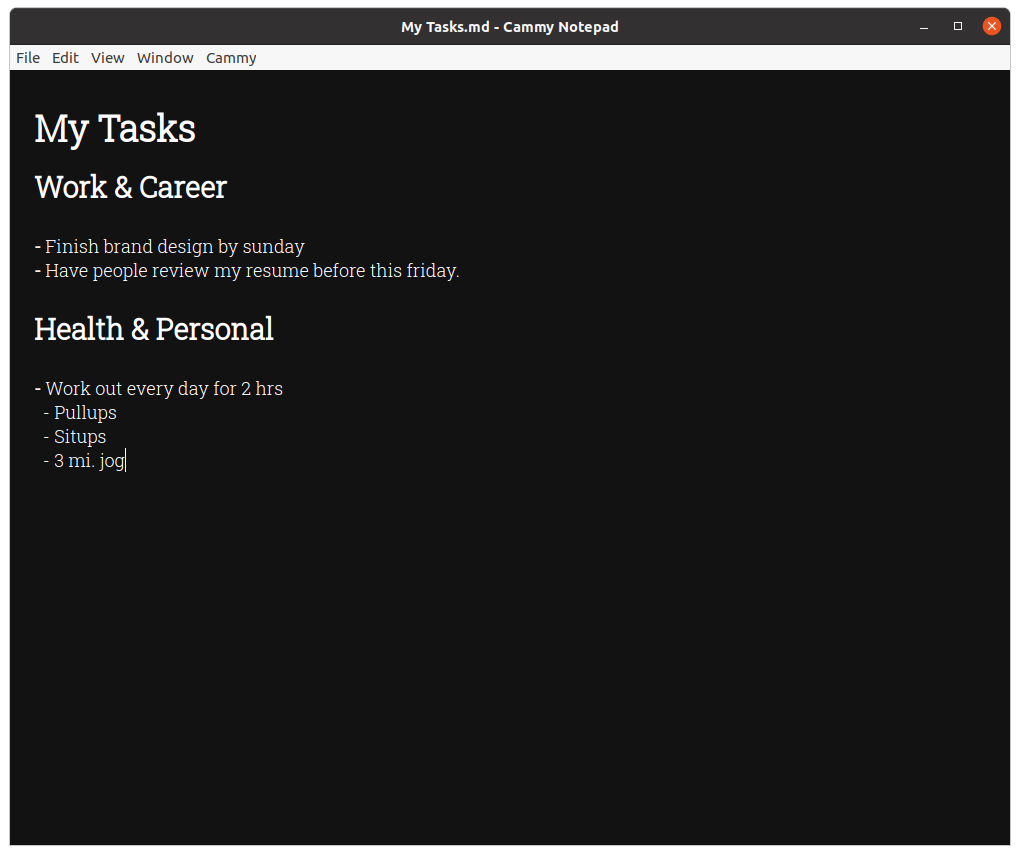 My Tasks.md - Cammy Notepad
File Edit View Window Cammy
My Tasks
Work & Career
- Finish brand design by sunday
- Have people review my resume before this friday.
Health & Personal
- Work out every day for 2 hrs
- Pullups
- Situps
- 3 mi. jog